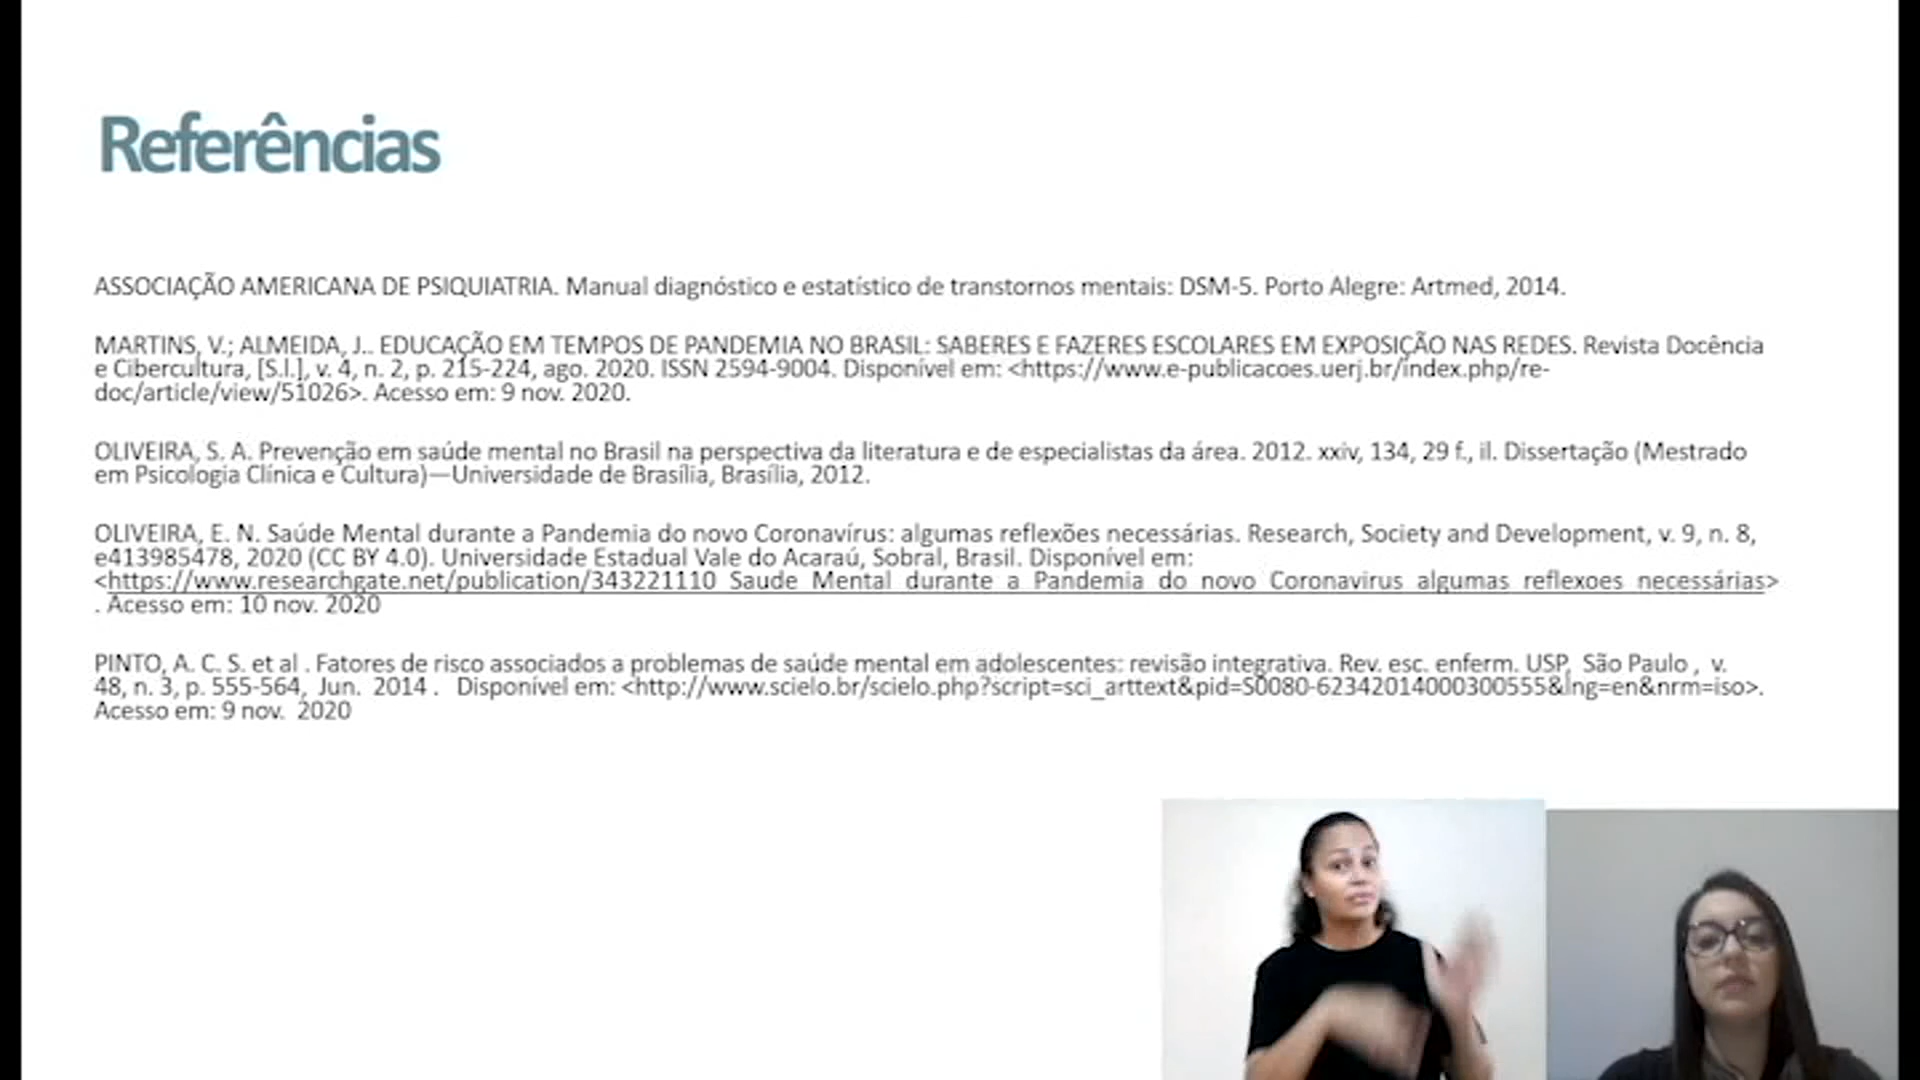 Referências
ASSOCIAÇÃO AMERICANA DE PSIQUIATRIA. Manual diagnóstico e estatístico de transtornos mentais: DSM-5. Porto Alegre: Artmed, 2014.
MARTINS, V.; ALMEIDA, J.. EDUCAÇÃO EM TEMPOS DE PANDEMIA NO BRASIL: SABERES E FAZERES ESCOLARES EM EXPOSIÇÃO NAS REDES. Revista Docência
e Cibercultura, [S.l.], v. 4, n. 2, p. 215-224, ago. 2020. ISSN 2594-9004. Disponível em: <https://www.e-publicacoes.uerj.br/index.php/re-
doc/article/view/51026>. Acesso em: 9 nov. 2020.
OLIVEIRA, S. A. Prevenção em saúde mental no Brasil na perspectiva da literatura e de especialistas da área. 2012. xxiv, 134, 29 f., il. Dissertação (Mestrado
em Psicologia Clínica e Cultura)—Universidade de Brasília, Brasília, 2012.
OLIVEIRA, E. N. Saúde Mental durante a Pandemia do novo Coronavírus: algumas reflexões necessárias. Research, Society and Development, v. 9, n. 8,
e413985478, 2020 (CC BY 4.0). Universidade Estadual Vale do Acaraú, Sobral, Brasil. Disponível em:
<https://www.researchgate.net/publication/343221110_Saude_Mental_durante_a_Pandemia_do_novo_Coronavirus_algumas_reflexoes_necessárias>
. Acesso em: 10 nov. 2020
PINTO, A. C. S. et al . Fatores de risco associados a problemas de saúde mental em adolescentes: revisão integrativa. Rev. esc. enferm. USP, São Paulo , v.
48, n. 3, p. 555-564, Jun. 2014 . Disponível em: <http://www.scielo.br/scielo.php?script=sci_arttext&pid=S0080-62342014000300555&lng=en&nrm=iso>.
Acesso em: 9 nov. 2020